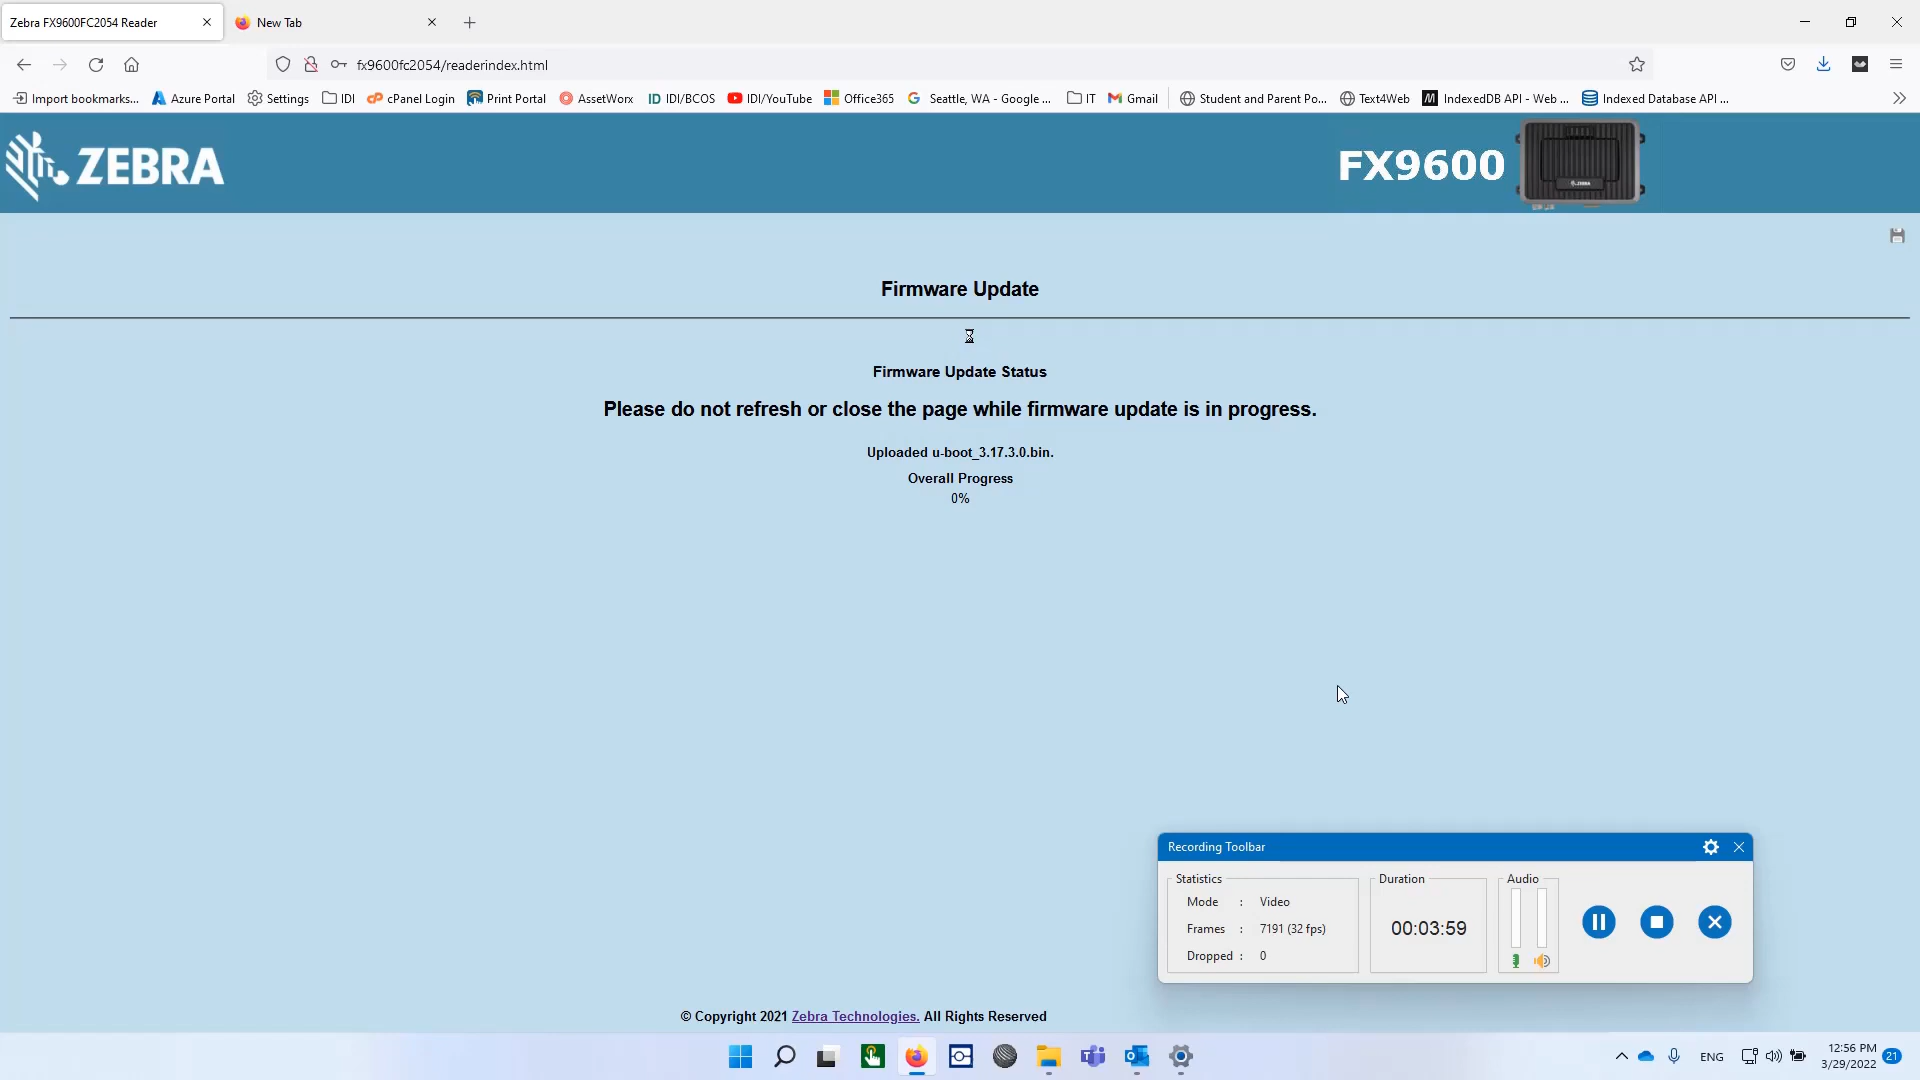 Zebra FX9600FC2054 Reader
New Tab
fx9600fc2054/readerindex.html
Import bookmarks...
Azure Portal
Settings
IDI
cPanel Login
Print Portal
AssetWorx
ID IDI/BCOS
IDI/YouTube
Office365
Seattle, WA - Google ...
IT
Gmail
Student and Parent Po...
Text4Web
IndexedDB API - Web ...
Indexed Database API ...
ZEBRA
FX9600
ZEBRA
Firmware Update
Firmware Update Status
Please do not refresh or close the page while firmware update is in progress.
Uploaded u-boot_3.17.3.0.bin.
Overall Progress
0%
Recording Toolbar
Statistics
Mode : Video
Frames : 7191 (32 fps)
Dropped : 0
Duration
00:03:59
Audio
© Copyright 2021 Zebra Technologies. All Rights Reserved
ENG
12:56 PM
3/29/2022
21